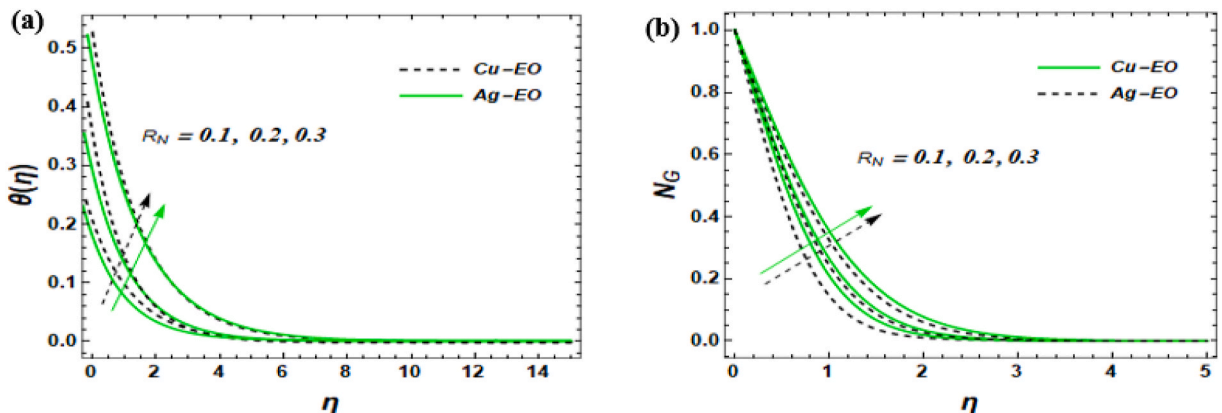 (a)
0.5
0.4
0.3
0.2
0.1
0.0
θ(η)
Cu-EO
Ag-EO
R_N = 0.1, 0.2, 0.3
0 2 4 6 8 10 12 14
η
(b)
1.0
0.8
0.6
0.4
0.2
0.0
N_G
Cu-EO
Ag-EO
R_N = 0.1, 0.2, 0.3
0 1 2 3 4 5
η